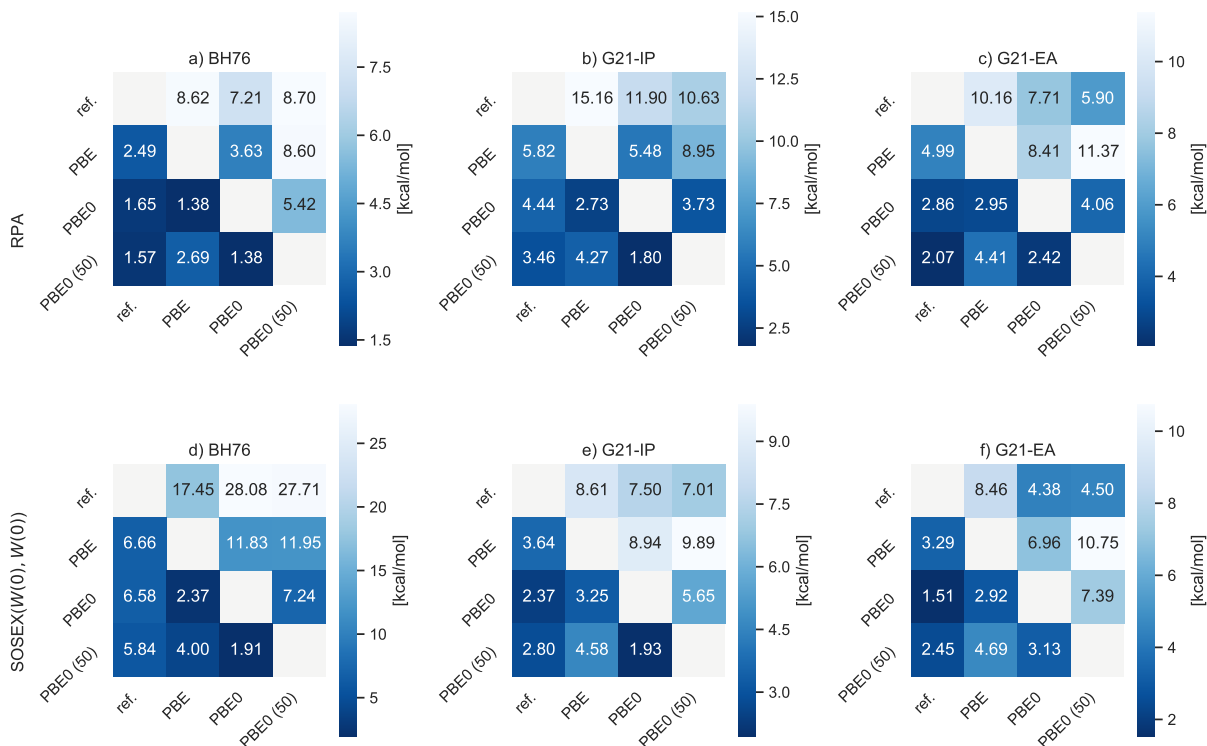 a) BH76
ref. 8.62 7.21 8.70
PBE 2.49 3.63 8.60
PBE0 1.65 1.38 5.42
PBE0 (50) 1.57 2.69 1.38
ref. PBE PBE0 PBE0 (50)
7.5
6.0
4.5
3.0
1.5
[kcal/mol]
RPA
b) G21-IP
15.16 11.90 10.63
5.82 5.48 8.95
4.44 2.73 3.73
3.46 4.27 1.80
ref. PBE PBE0 PBE0 (50)
ref.
PBE
PBE0
PBE0 (50)
15.0
12.5
10.0
7.5
5.0
2.5
[kcal/mol]
c) G21-EA
ref. 10.16 7.71 5.90
PBE 4.99 8.41 11.37
PBE0 2.86 2.95 4.06
PBE0 (50) 2.07 4.41 2.42
ref. PBE PBE0 PBE0 (50)
10
8
6
4
[kcal/mol]
d) BH76
ref. 17.45 28.08 27.71
PBE 6.66 11.83 11.95
PBE0 6.58 2.37 7.24
PBE0 (50) 5.84 4.00 1.91
ref. PBE PBE0 PBE0 (50)
25
20
15
10
5
[kcal/mol]
SOSEX(W(0), W(0))
e) G21-IP
ref. 8.61 7.50 7.01
PBE 3.64 8.94 9.89
PBE0 2.37 3.25 5.65
PBE0 (50) 2.80 4.58 1.93
ref. PBE PBE0 PBE0 (50)
9.0
7.5
6.0
4.5
3.0
[kcal/mol]
f) G21-EA
ref. 8.46 4.38 4.50
PBE 3.29 6.96 10.75
PBE0 1.51 2.92 7.39
PBE0 (50) 2.45 4.69 3.13
ref. PBE PBE0 PBE0 (50)
10
8
6
4
2
[kcal/mol]